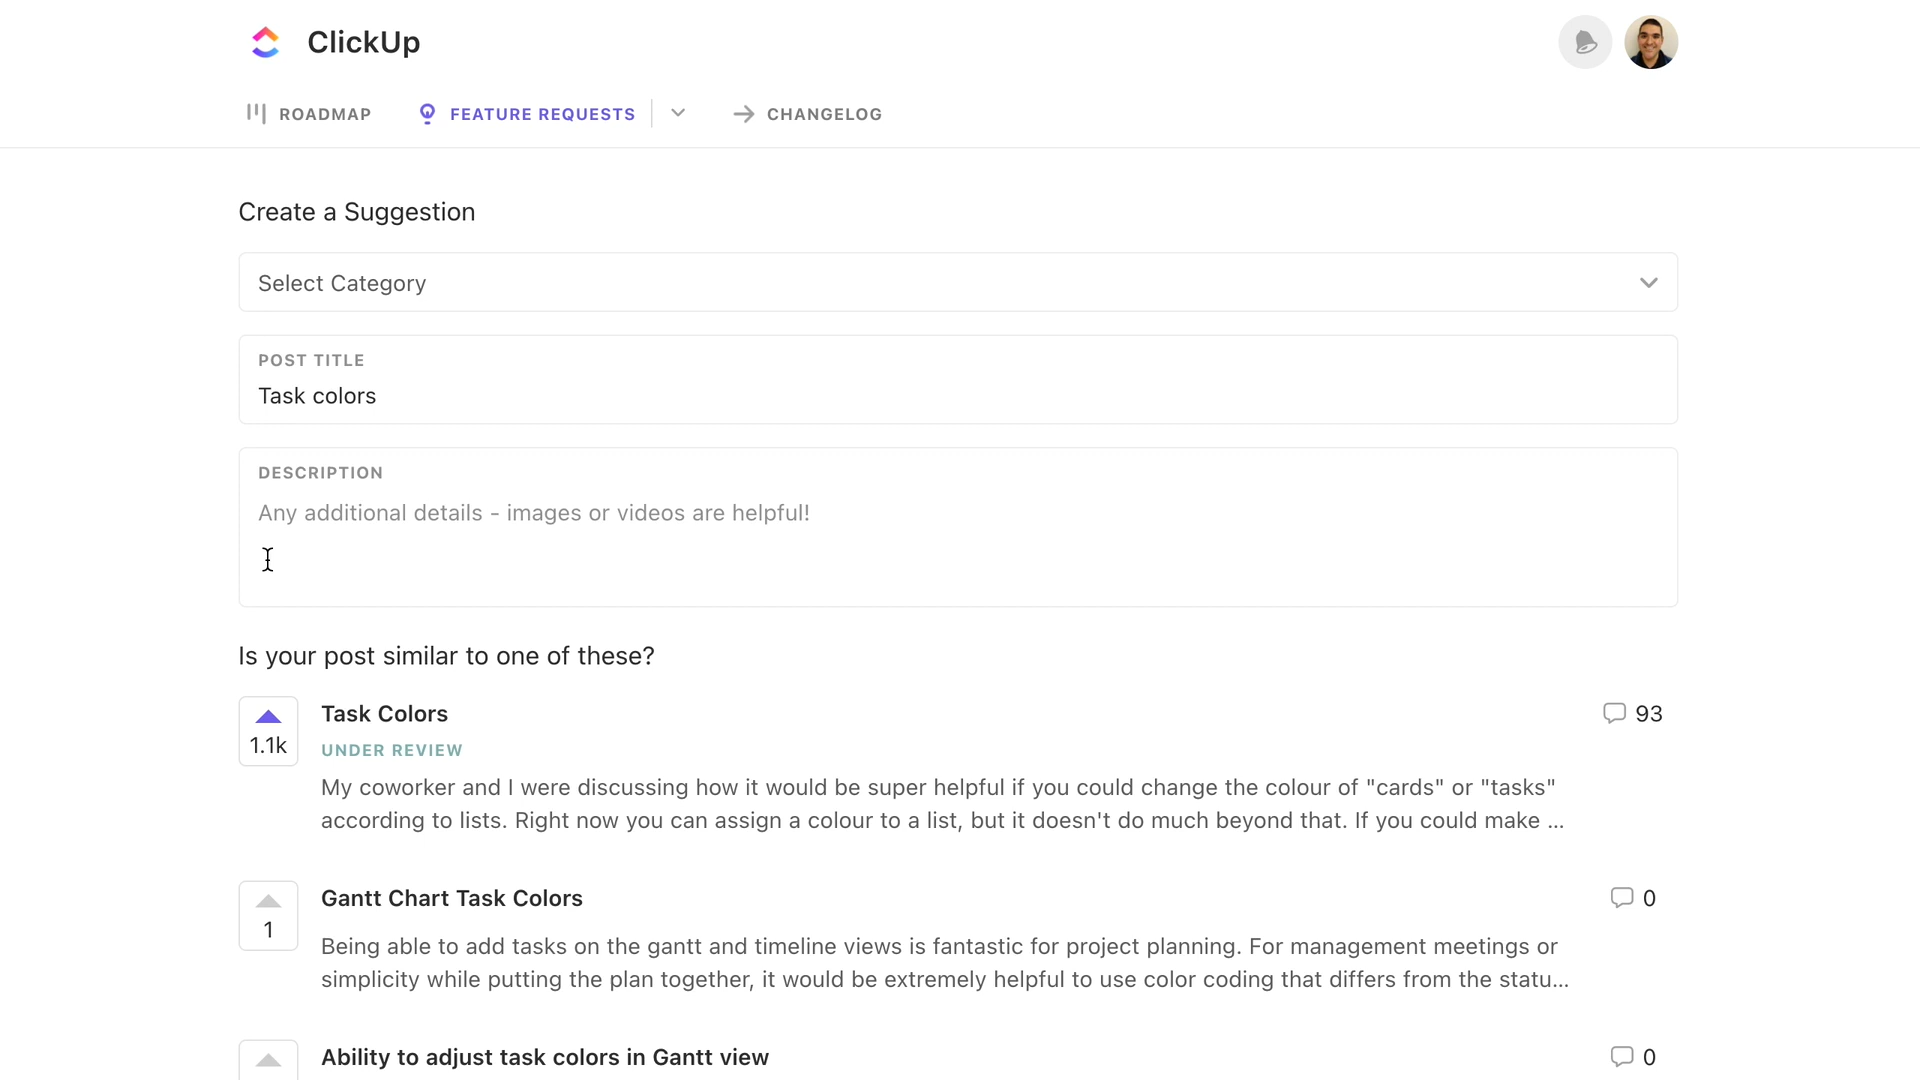 ClickUp
ROADMAP
FEATURE REQUESTS
CHANGELOG
Create a Suggestion
Select Category
POST TITLE
Task colors
DESCRIPTION
Any additional details - images or videos are helpful!
Is your post similar to one of these?
Task Colors
93
1.1k
UNDER REVIEW
My coworker and I were discussing how it would be super helpful if you could change the colour of "cards" or "tasks"
according to lists. Right now you can assign a colour to a list, but it doesn't do much beyond that. If you could make ...
Gantt Chart Task Colors
0
1
Being able to add tasks on the gantt and timeline views is fantastic for project planning. For management meetings or
simplicity while putting the plan together, it would be extremely helpful to use color coding that differs from the statu...
Ability to adjust task colors in Gantt view
0